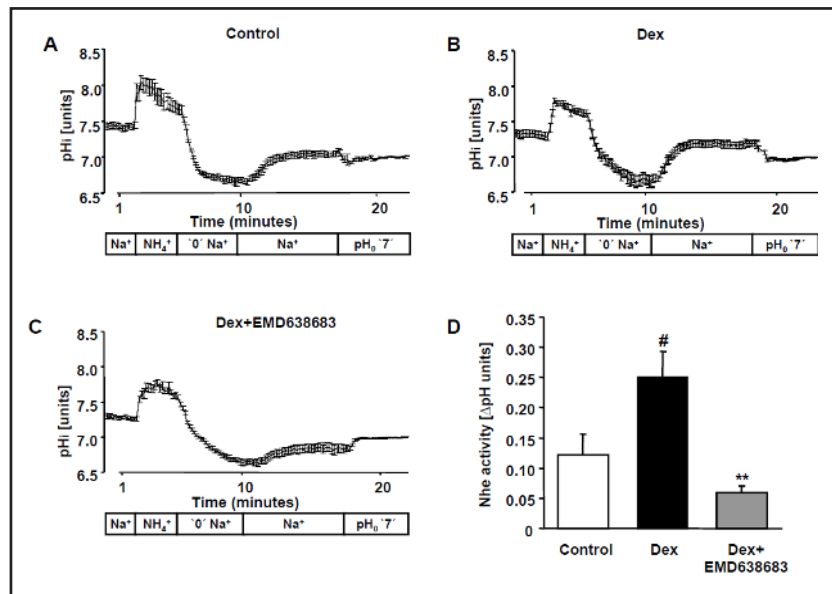 A
Control
8.5
8.0
7.5
7.0
6.5
pHi [units]
1
10
20
Time (minutes)
Na⁺ NH₄⁺ `0´ Na⁺ Na⁺ pH₀ `7´
B
Dex
8.5
8.0
7.5
7.0
6.5
pHi [units]
1
10
20
Time (minutes)
Na⁺ NH₄⁺ `0´ Na⁺ Na⁺ pH₀ `7´
C
Dex+EMD638683
8.5
8.0
7.5
7.0
6.5
pHi [units]
1
10
20
Time (minutes)
Na⁺ NH₄⁺ `0´ Na⁺ Na⁺ pH₀ `7´
D
0.35
0.30
0.25
0.20
0.15
0.10
0.05
0
Nhe activity [ΔpH units]
#
**
Control
Dex
Dex+
EMD638683